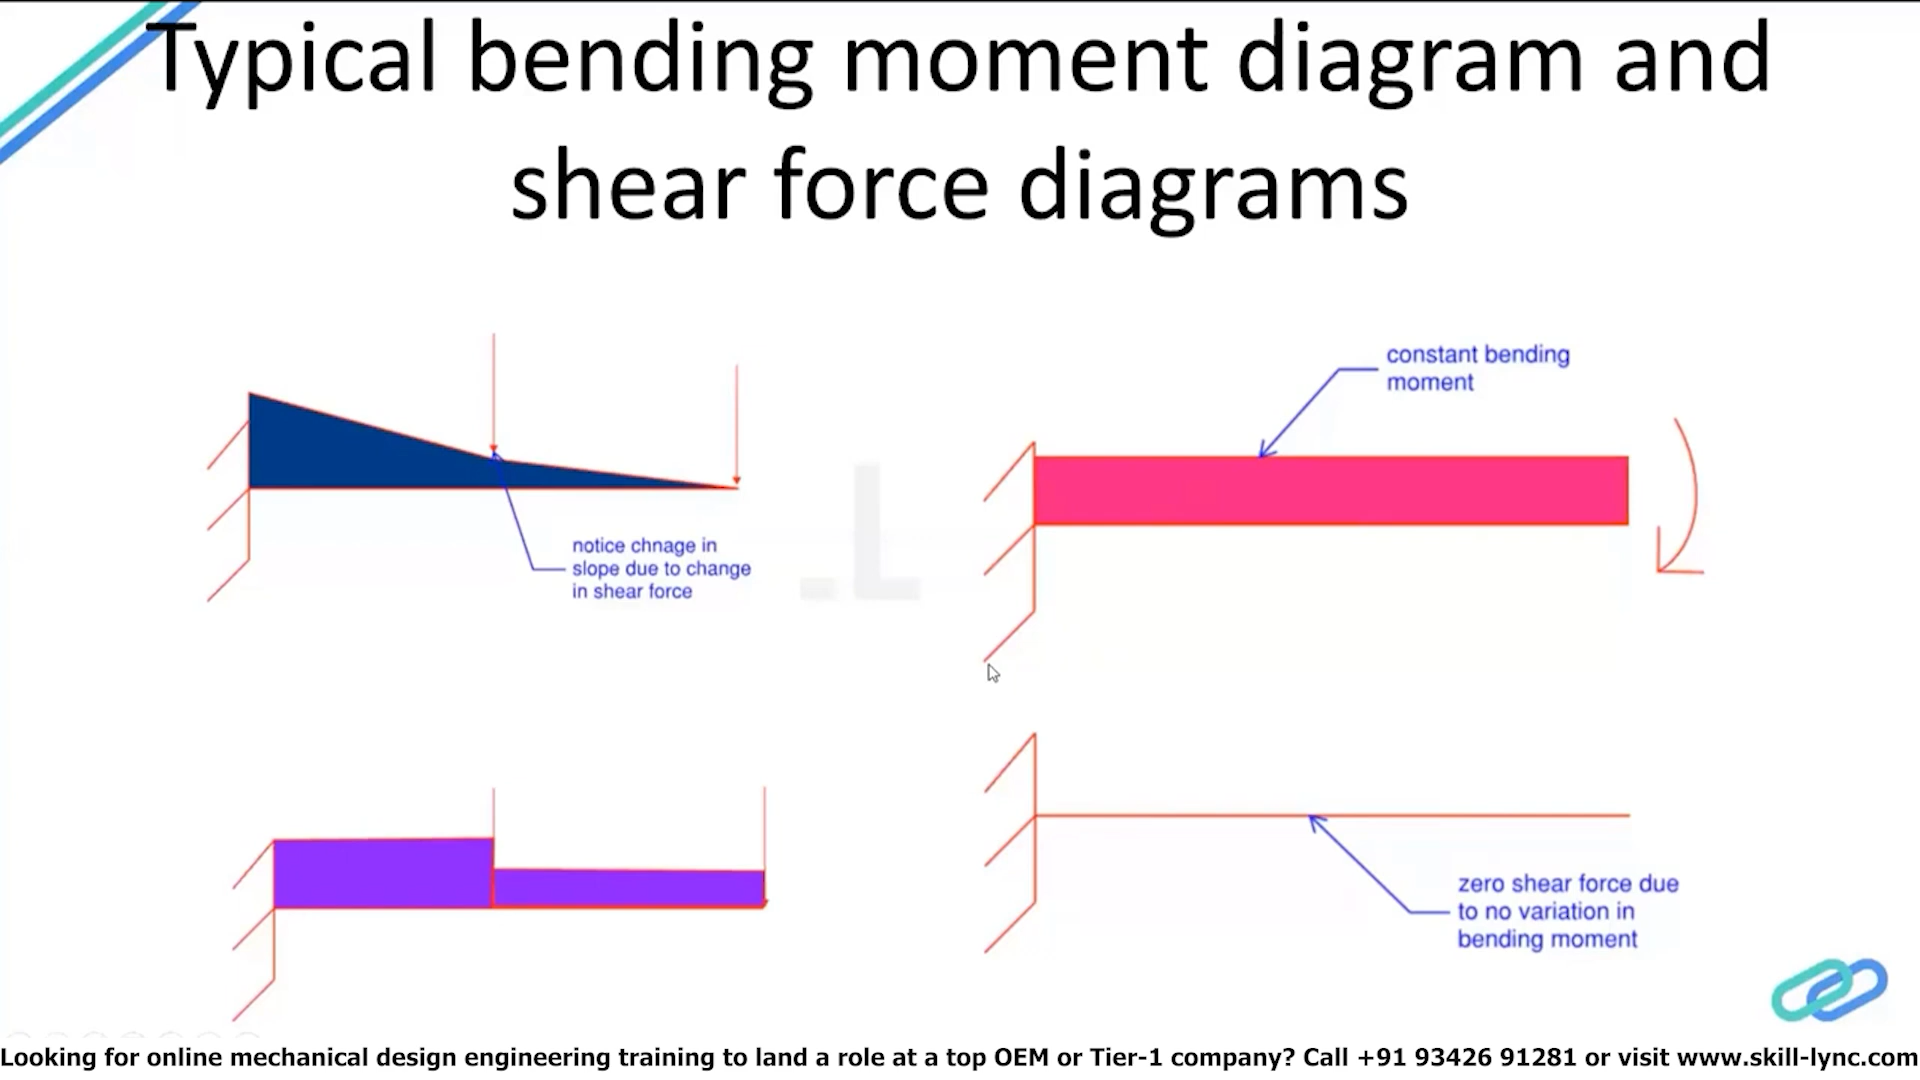 Typical bending moment diagram and
shear force diagrams
constant bending
moment
notice chnage in
slope due to change
in shear force
zero shear force due
to no variation in
bending moment
Looking for online mechanical design engineering training to land a role at a top OEM or Tier-1 company? Call +91 93426 91281 or visit www.skill-lync.com